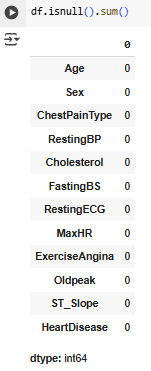 df.isnull().sum()
0
Age 0
Sex 0
ChestPainType 0
RestingBP 0
Cholesterol 0
FastingBS 0
RestingECG 0
MaxHR 0
ExerciseAngina 0
Oldpeak 0
ST_Slope 0
HeartDisease 0
dtype: int64